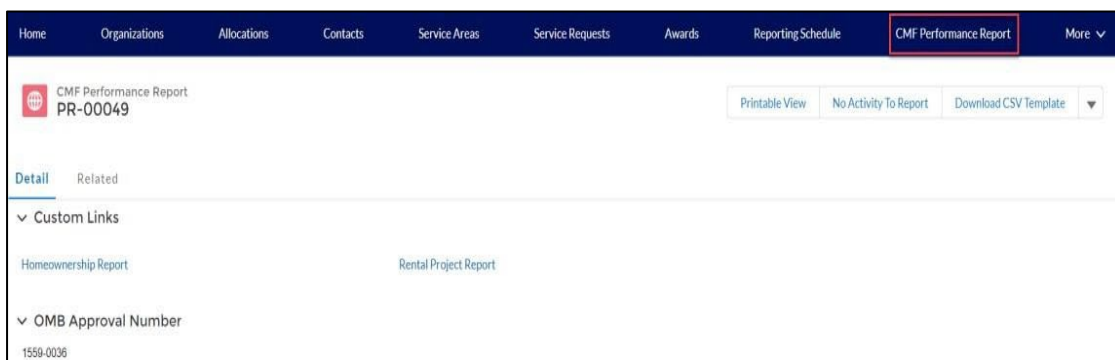 Home Organizations Allocations Contacts Service Areas Service Requests Awards Reporting Schedule CMF Performance Report More
CMF Performance Report
PR-00049
Printable View No Activity To Report Download CSV Template
Detail Related
Custom Links
Homeownership Report Rental Project Report
OMB Approval Number
1559-0036